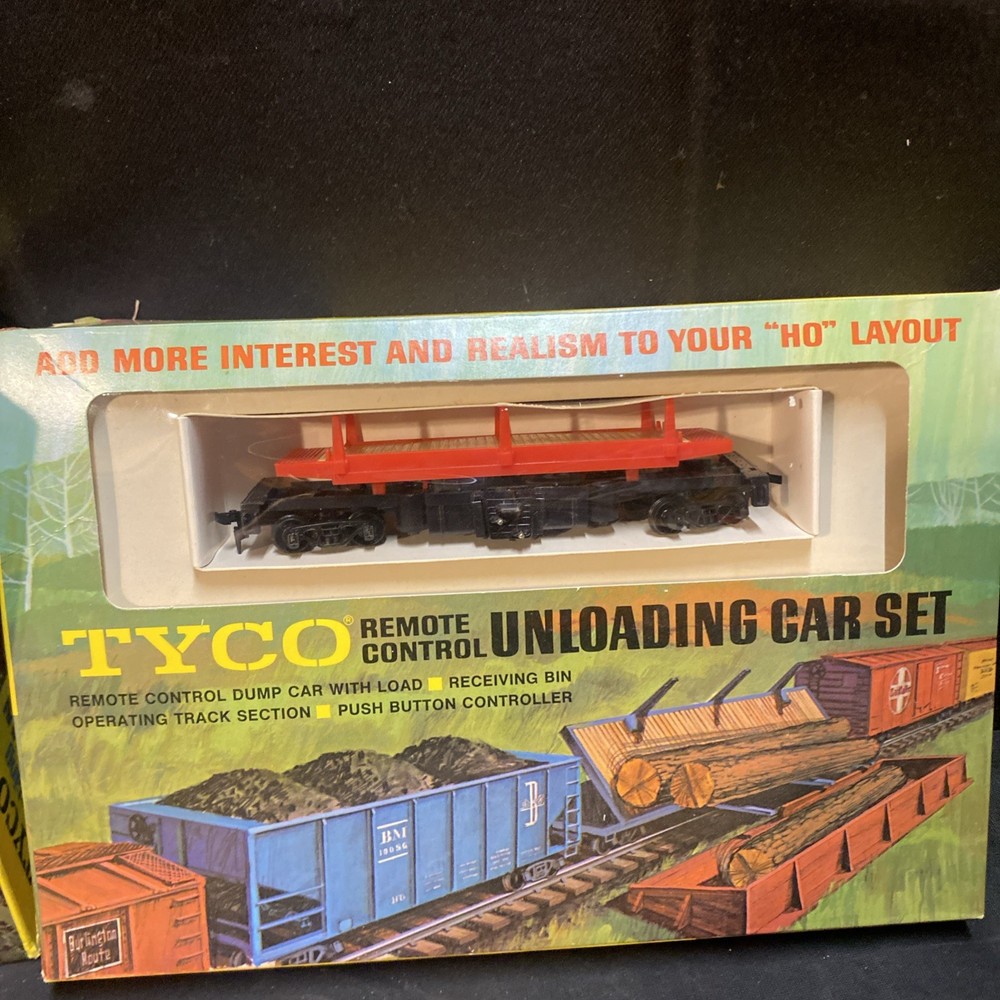 ADD MORE INTEREST AND REALISM TO YOUR "HO" LAYOUT
TYCO® REMOTE CONTROL UNLOADING CAR SET
REMOTE CONTROL DUMP CAR WITH LOAD RECEIVING BIN
OPERATING TRACK SECTION PUSH BUTTON CONTROLLER
BM
Burlington
Route